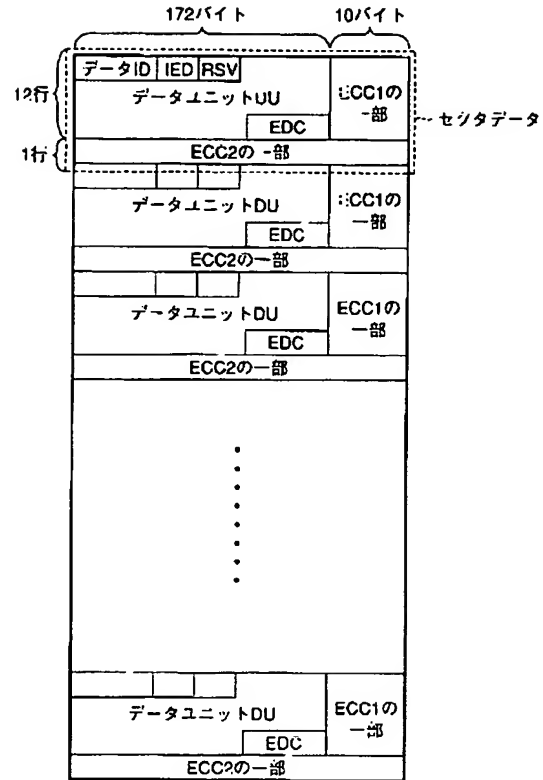 172バイト 10バイト
データID IED RSV
12行
データユニットDU
ECC1の
一部
EDC
セクタデータ
1行
ECC2の一部
データユニットDU
ECC1の
一部
EDC
ECC2の一部
データユニットDU
ECC1の
一部
EDC
ECC2の一部
データユニットDU
ECC1の
一部
EDC
ECC2の一部